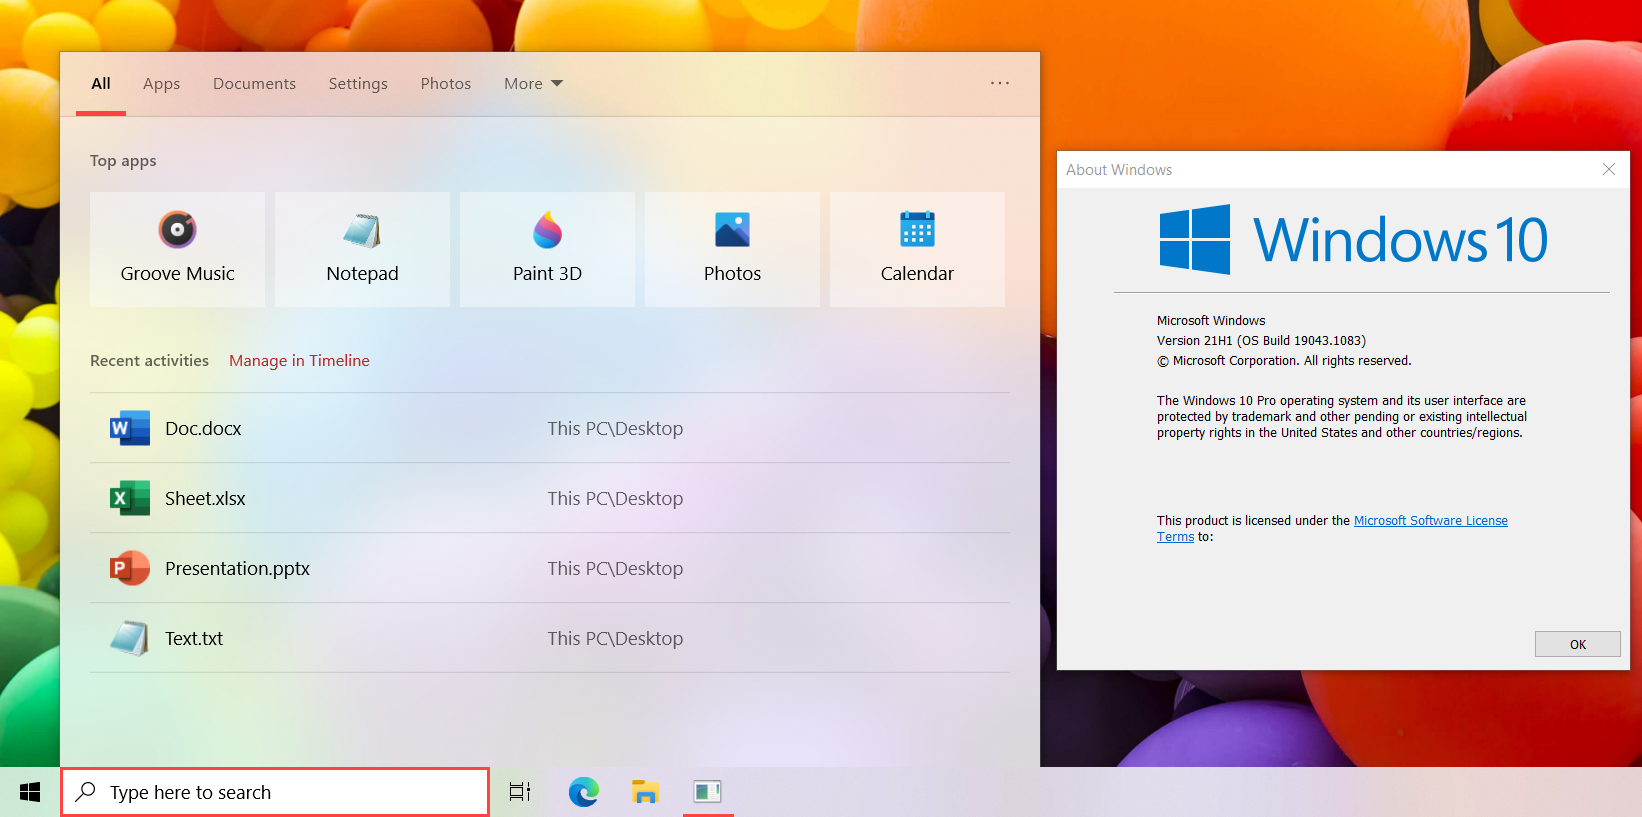 All Apps Documents Settings Photos More
Top apps
Groove Music Notepad Paint 3D Photos Calendar
Recent activities Manage in Timeline
Doc.docx This PC\Desktop
Sheet.xlsx This PC\Desktop
Presentation.pptx This PC\Desktop
Text.txt This PC\Desktop
Type here to search
About Windows
Windows 10
Microsoft Windows
Version 21H1 (OS Build 19043.1083)
© Microsoft Corporation. All rights reserved.
The Windows 10 Pro operating system and its user interface are
protected by trademark and other pending or existing intellectual
property rights in the United States and other countries/regions.
This product is licensed under the Microsoft Software License
Terms to:
OK